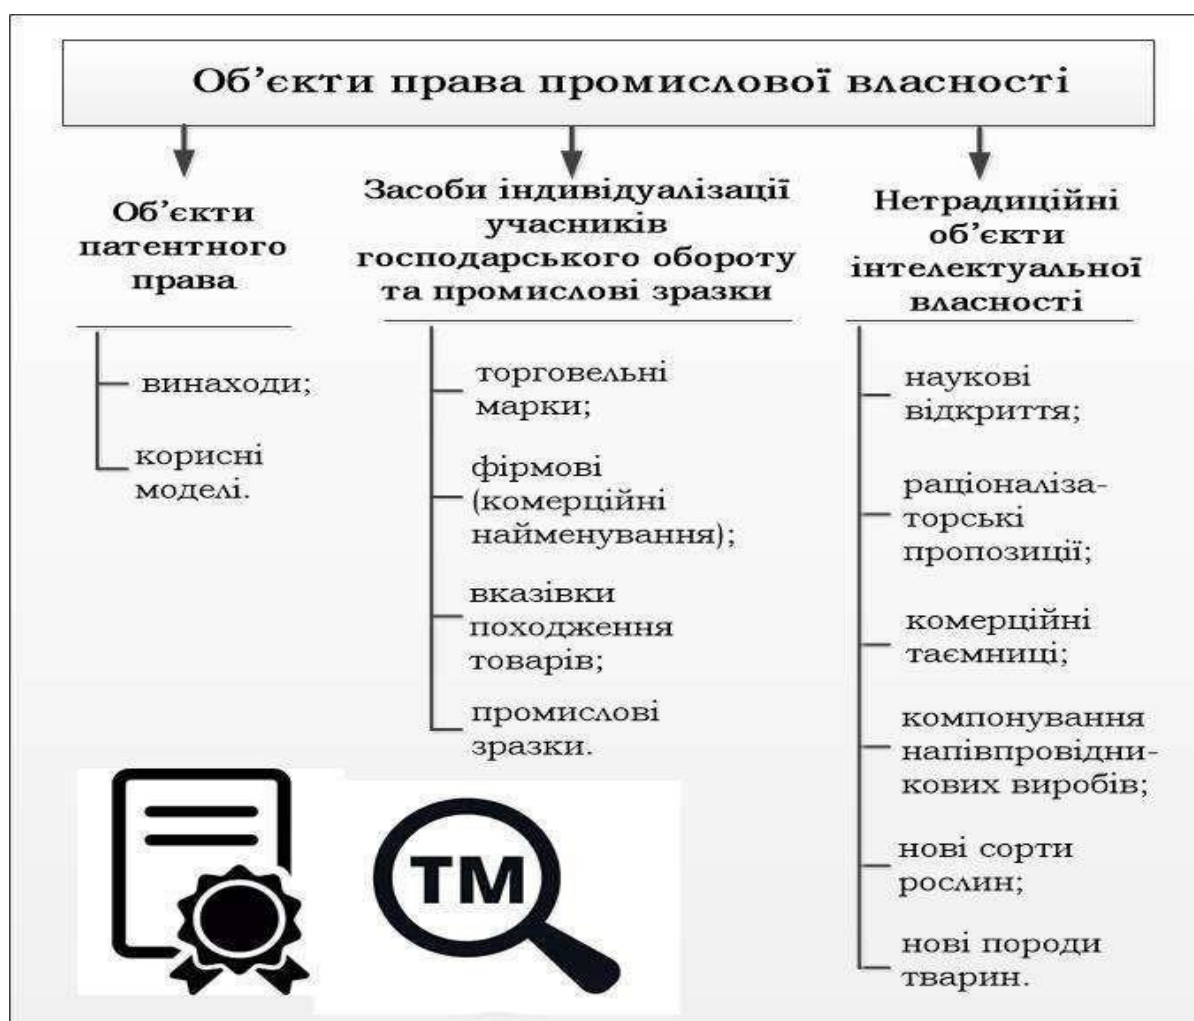 Об’єкти права промислової власності
Об’єкти
патентного
права
винаходи;
корисні
моделі.
Засоби індивідуалізації
учасників
господарського обороту
та промислові зразки
торговельні
марки;
фірмові
(комерційні
найменування);
вказівки
походження
товарів;
промислові
зразки.
Нетрадиційні
об’єкти
інтелектуальної
власності
наукові
відкриття;
раціоналіза-
торські
пропозиції;
комерційні
таємниці;
компонування
напівпровідни-
кових виробів;
нові сорти
рослин;
нові породи
тварин.
TM